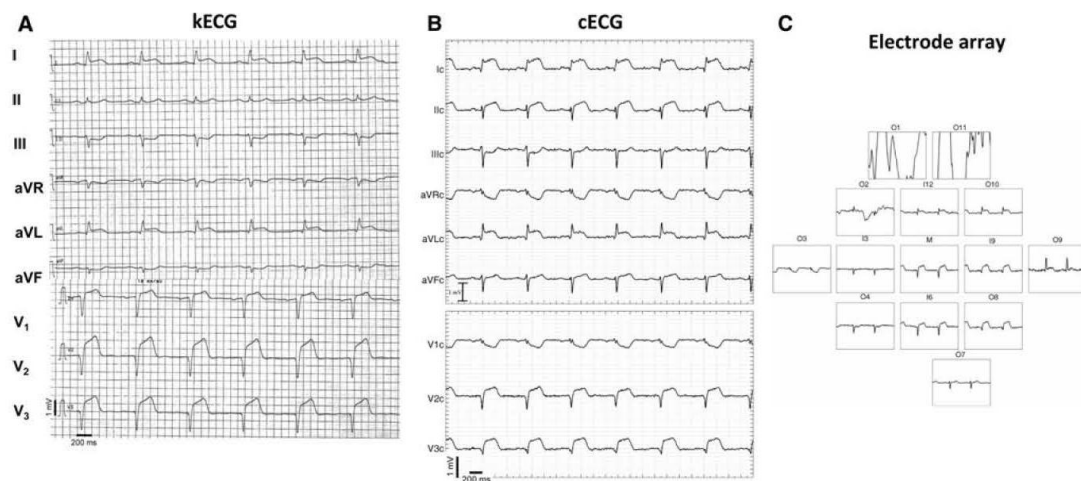 A
kECG
I
II
III
aVR
aVL
aVF
V1
V2
V3
1 mV
200 ms
B
cECG
Ic
IIc
IIIc
aVRc
aVLc
aVFc
1 mV
V1c
V2c
V3c
1 mV
200 ms
C
Electrode array
O1
O11
O2
I12
O10
O3
I3
M
I9
O9
O4
I6
O8
O7